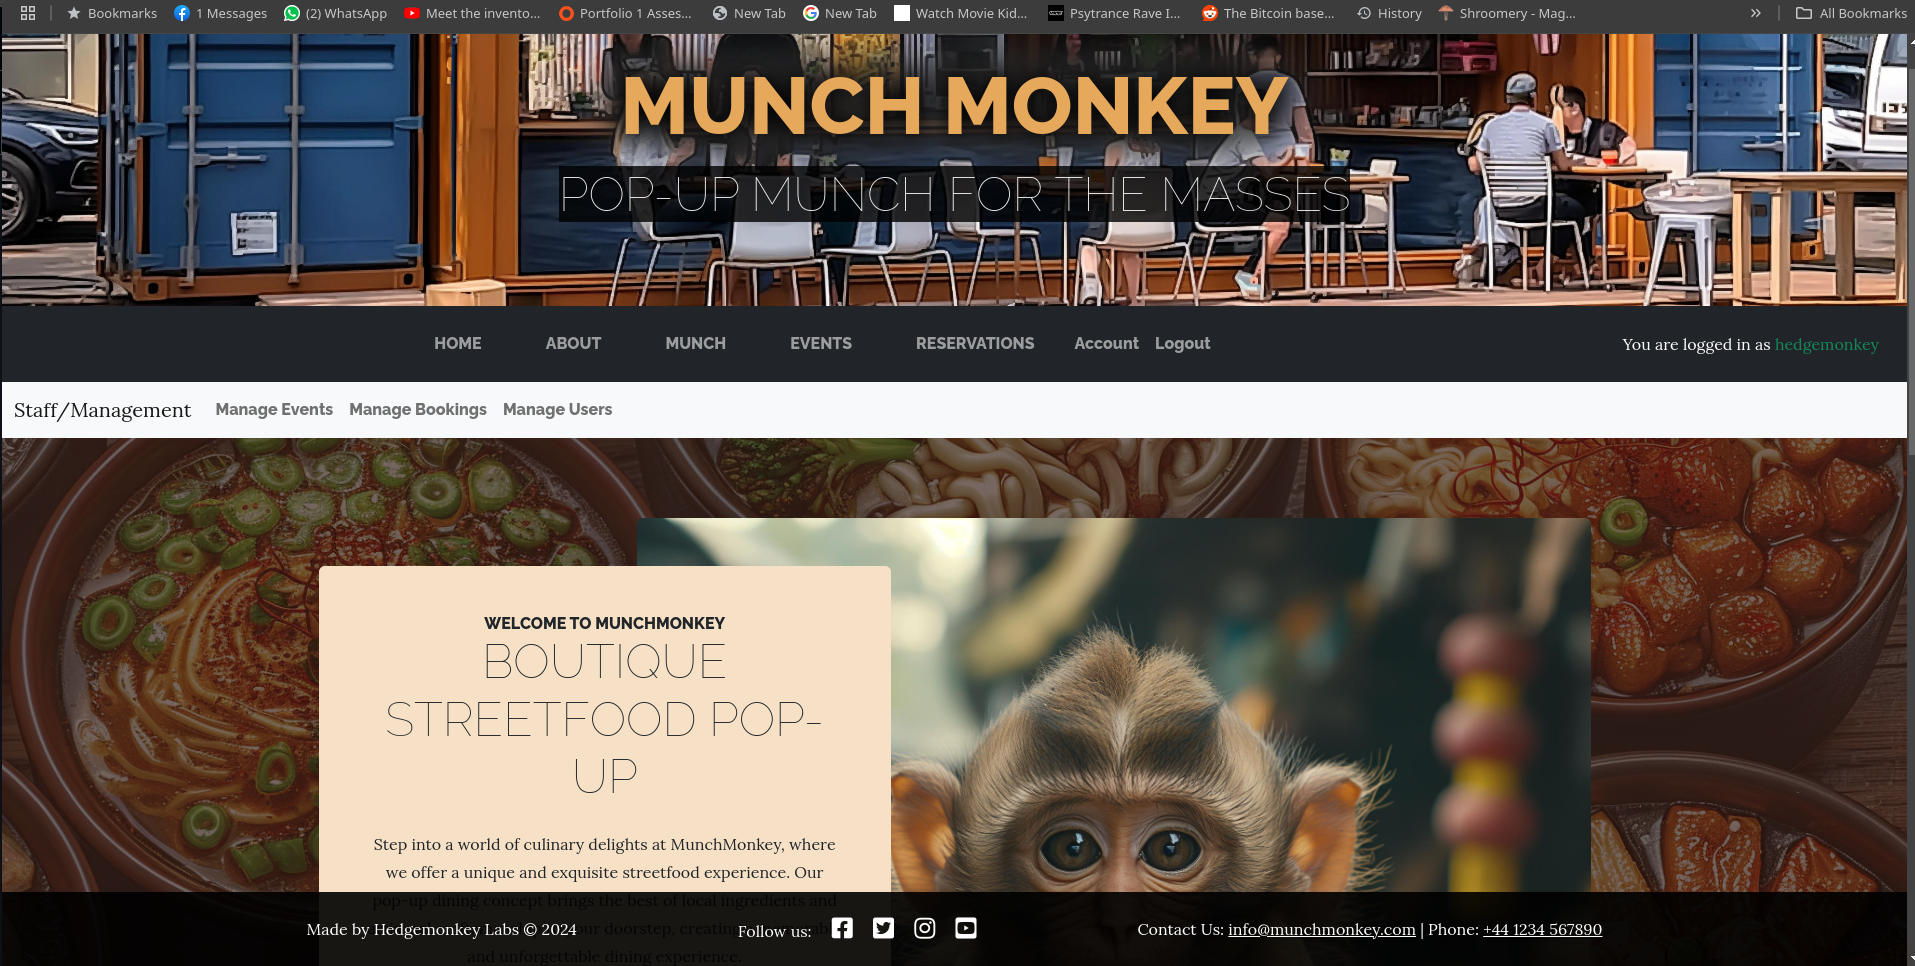 Bookmarks 1 Messages (2) WhatsApp Meet the invento... Portfolio 1 Asses... New Tab New Tab Watch Movie Kid... Psytrance Rave I... The Bitcoin base... History Shroomery - Mag... » All Bookmarks
MUNCH MONKEY
POP-UP MUNCH FOR THE MASSES
HOME ABOUT MUNCH EVENTS RESERVATIONS Account Logout You are logged in as hedgemonkey
Staff/Management Manage Events Manage Bookings Manage Users
WELCOME TO MUNCHMONKEY
BOUTIQUE
STREETFOOD POP-
UP
Step into a world of culinary delights at MunchMonkey, where
we offer a unique and exquisite streetfood experience. Our
pop-up dining concept brings the best of local ingredients and
our doorstep, creating
and unforgettable dining experience.
Made by Hedgemonkey Labs © 2024 Follow us: Contact Us: info@munchmonkey.com | Phone: +44 1234 567890